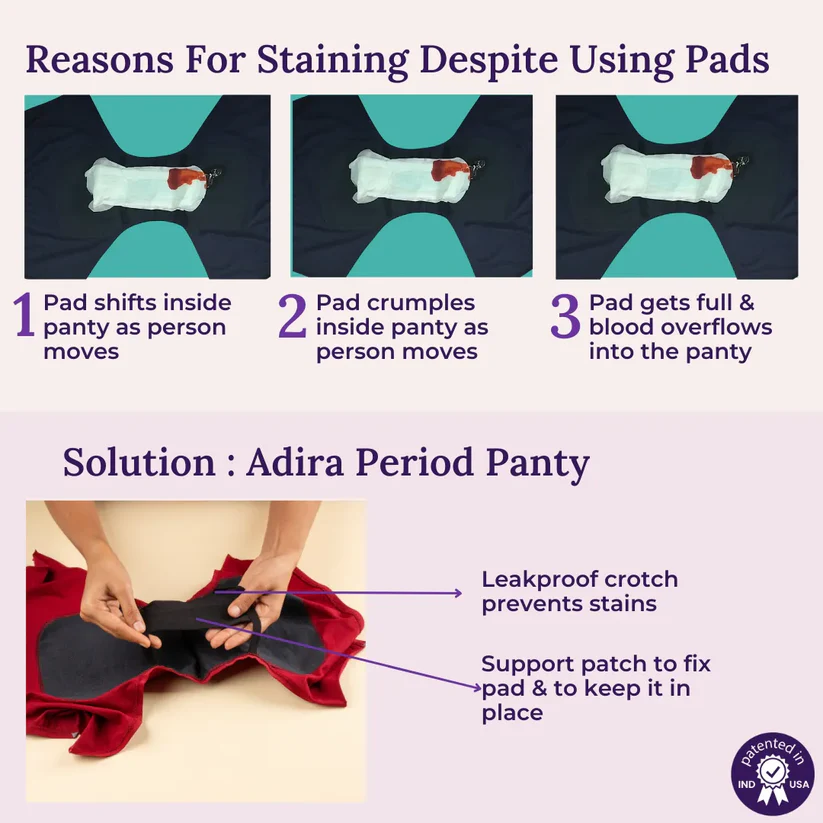 Reasons For Staining Despite Using Pads
1 Pad shifts inside
panty as person
moves
2 Pad crumples
inside panty as
person moves
3 Pad gets full &
blood overflows
into the panty
Solution : Adira Period Panty
Leakproof crotch
prevents stains
Support patch to fix
pad & to keep it in
place
patented in
IND USA